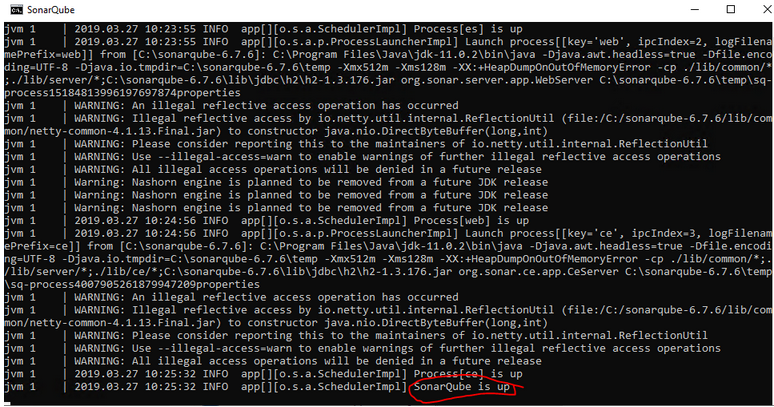 SonarQube
jvm 1    | 2019.03.27 10:23:55 INFO  app[][o.s.a.SchedulerImpl] Process[es] is up
jvm 1    | 2019.03.27 10:23:55 INFO  app[][o.s.a.p.ProcessLauncherImpl] Launch process[[key='web', ipcIndex=2, logFilena
mePrefix=web]] from [C:\sonarqube-6.7.6]: C:\Program Files\Java\jdk-11.0.2\bin\java -Djava.awt.headless=true -Dfile.enco
ding=UTF-8 -Djava.io.tmpdir=C:\sonarqube-6.7.6\temp -Xmx512m -Xms128m -XX:+HeapDumpOnOutOfMemoryError -cp ./lib/common/*
;./lib/server/*;C:\sonarqube-6.7.6\lib\jdbc\h2\h2-1.3.176.jar org.sonar.server.app.WebServer C:\sonarqube-6.7.6\temp\sq-
process15184813996197697874properties
jvm 1    | WARNING: An illegal reflective access operation has occurred
jvm 1    | WARNING: Illegal reflective access by io.netty.util.internal.ReflectionUtil (file:/C:/sonarqube-6.7.6/lib/com
mon/netty-common-4.1.13.Final.jar) to constructor java.nio.DirectByteBuffer(long,int)
jvm 1    | WARNING: Please consider reporting this to the maintainers of io.netty.util.internal.ReflectionUtil
jvm 1    | WARNING: Use --illegal-access=warn to enable warnings of further illegal reflective access operations
jvm 1    | WARNING: All illegal access operations will be denied in a future release
jvm 1    | Warning: Nashorn engine is planned to be removed from a future JDK release
jvm 1    | Warning: Nashorn engine is planned to be removed from a future JDK release
jvm 1    | Warning: Nashorn engine is planned to be removed from a future JDK release
jvm 1    | 2019.03.27 10:24:56 INFO  app[][o.s.a.SchedulerImpl] Process[web] is up
jvm 1    | 2019.03.27 10:24:56 INFO  app[][o.s.a.p.ProcessLauncherImpl] Launch process[[key='ce', ipcIndex=3, logFilenam
ePrefix=ce]] from [C:\sonarqube-6.7.6]: C:\Program Files\Java\jdk-11.0.2\bin\java -Djava.awt.headless=true -Dfile.encodi
ng=UTF-8 -Djava.io.tmpdir=C:\sonarqube-6.7.6\temp -Xmx512m -Xms128m -XX:+HeapDumpOnOutOfMemoryError -cp ./lib/common/*;.
/lib/server/*;./lib/ce/*;C:\sonarqube-6.7.6\lib\jdbc\h2\h2-1.3.176.jar org.sonar.ce.app.CeServer C:\sonarqube-6.7.6\temp
\sq-process4007905261879947209properties
jvm 1    | WARNING: An illegal reflective access operation has occurred
jvm 1    | WARNING: Illegal reflective access by io.netty.util.internal.ReflectionUtil (file:/C:/sonarqube-6.7.6/lib/com
mon/netty-common-4.1.13.Final.jar) to constructor java.nio.DirectByteBuffer(long,int)
jvm 1    | WARNING: Please consider reporting this to the maintainers of io.netty.util.internal.ReflectionUtil
jvm 1    | WARNING: Use --illegal-access=warn to enable warnings of further illegal reflective access operations
jvm 1    | WARNING: All illegal access operations will be denied in a future release
jvm 1    | 2019.03.27 10:25:32 INFO  app[][o.s.a.SchedulerImpl] Process[ce] is up
jvm 1    | 2019.03.27 10:25:32 INFO  app[][o.s.a.SchedulerImpl] SonarQube is up